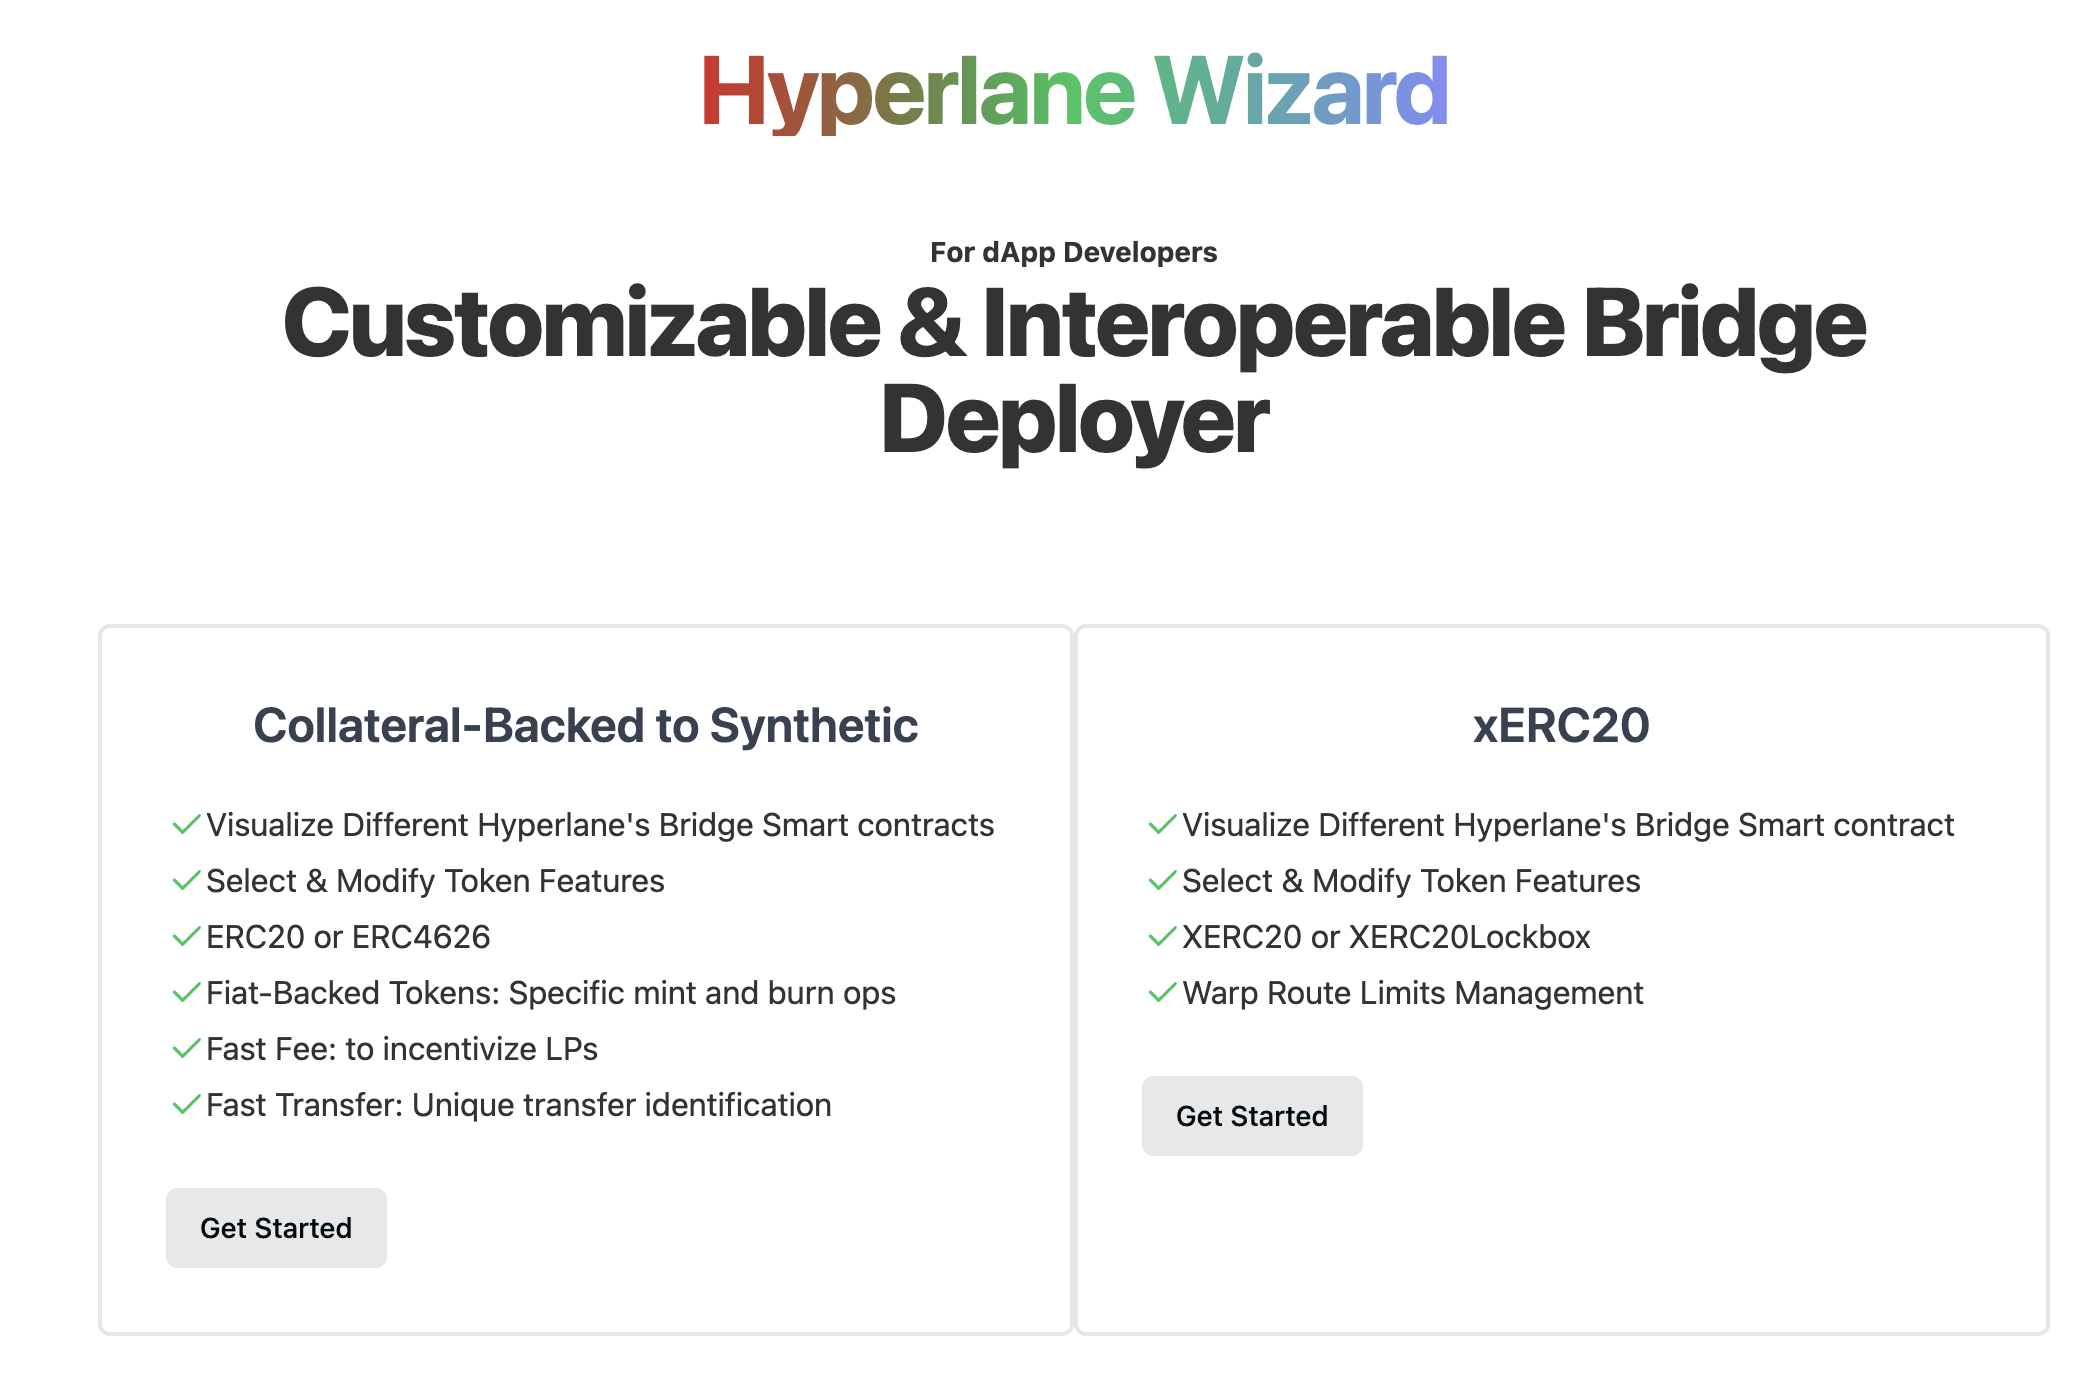 Hyperlane Wizard
For dApp Developers
Customizable & Interoperable Bridge
Deployer
Collateral-Backed to Synthetic
Visualize Different Hyperlane's Bridge Smart contracts
Select & Modify Token Features
ERC20 or ERC4626
Fiat-Backed Tokens: Specific mint and burn ops
Fast Fee: to incentivize LPs
Fast Transfer: Unique transfer identification
Get Started
xERC20
Visualize Different Hyperlane's Bridge Smart contract
Select & Modify Token Features
XERC20 or XERC20Lockbox
Warp Route Limits Management
Get Started